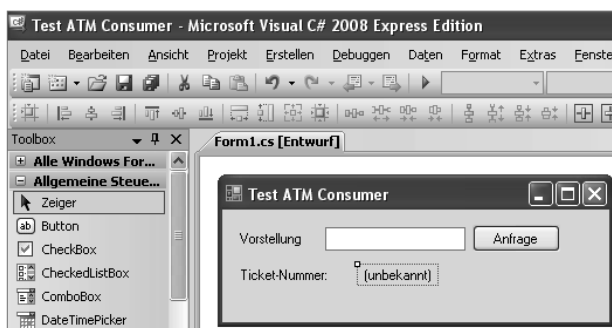 Test ATM Consumer - Microsoft Visual C# 2008 Express Edition
Datei Bearbeiten Ansicht Projekt Erstellen Debuggen Daten Format Extras Fenste
Toolbox
Form1.cs [Entwurf]
Alle Windows For...
Allgemeine Steue...
Zeiger
Button
CheckBox
CheckedListBox
ComboBox
DateTimePicker
Test ATM Consumer
Vorstellung
Anfrage
Ticket-Nummer: (unbekannt)